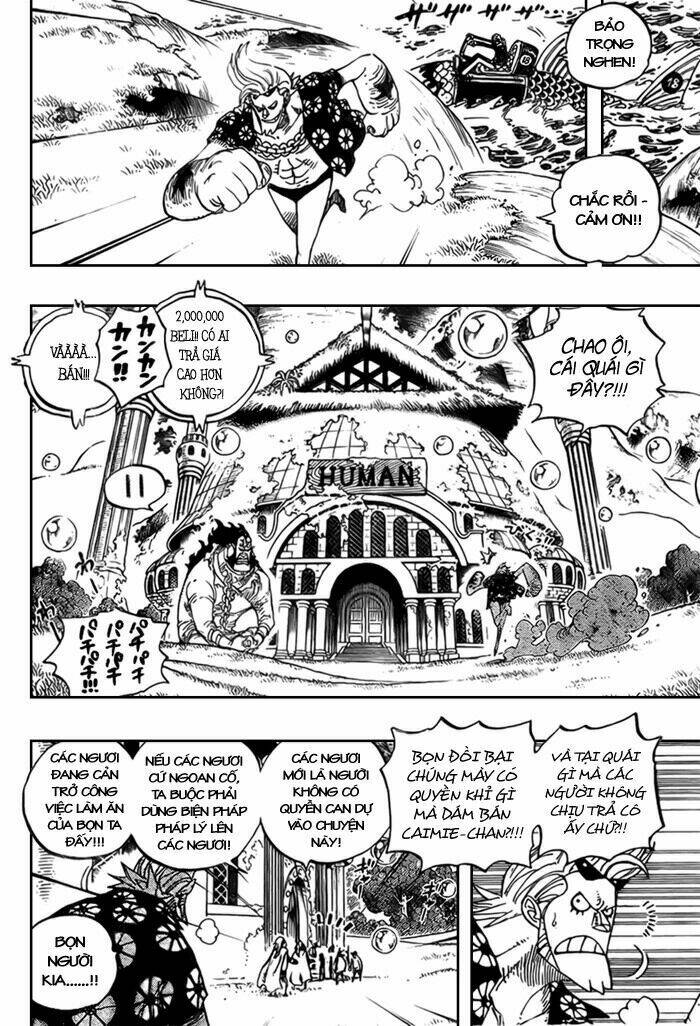 BẢO
TRỌNG
NGHEN!
CHẮC RỒI -
CẢM ƠN!!
ザザザ
CHAO ÔI,
CÁI QUÁI GÌ
ĐÂY?!!!
2,000,000
BELI!! CÓ AI
TRẢ GIÁ
CAO HƠN
KHÔNG?!
カンカン
カン!!
VÀÀÀÀ...
BÁN!!!
HUMAN
!!
パチパチ
パチパチ
パチパチ!!!
VÀ TẠI QUÁI
GÌ MÀ CÁC
NGƯỜI KHÔNG
CHỊU TRẢ CÔ
ẤY CHỨ?!!
BỌN ĐỒI BẠI
CHÚNG MÀY CÓ
QUYỀN KHỈ GÌ
MÀ DÁM BÁN
CAIMIE-CHAN?!!!
CÁC NGƯƠI
MỚI LÀ NGƯỜI
KHÔNG CÓ
QUYỀN CAN DỰ
VÀO CHUYỆN
NÀY!
NẾU CÁC NGƯƠI
CỨ NGOAN CỐ,
TA BUỘC PHẢI
DÙNG BIỆN PHÁP
PHÁP LÝ LÊN
CÁC NGƯƠI!
CÁC NGƯƠI
ĐANG CẢN
TRỞ CÔNG
VIỆC LÀM ĂN
CỦA BỌN TA
ĐẤY!!!
BỌN
NGƯỜI
KIA.......!!